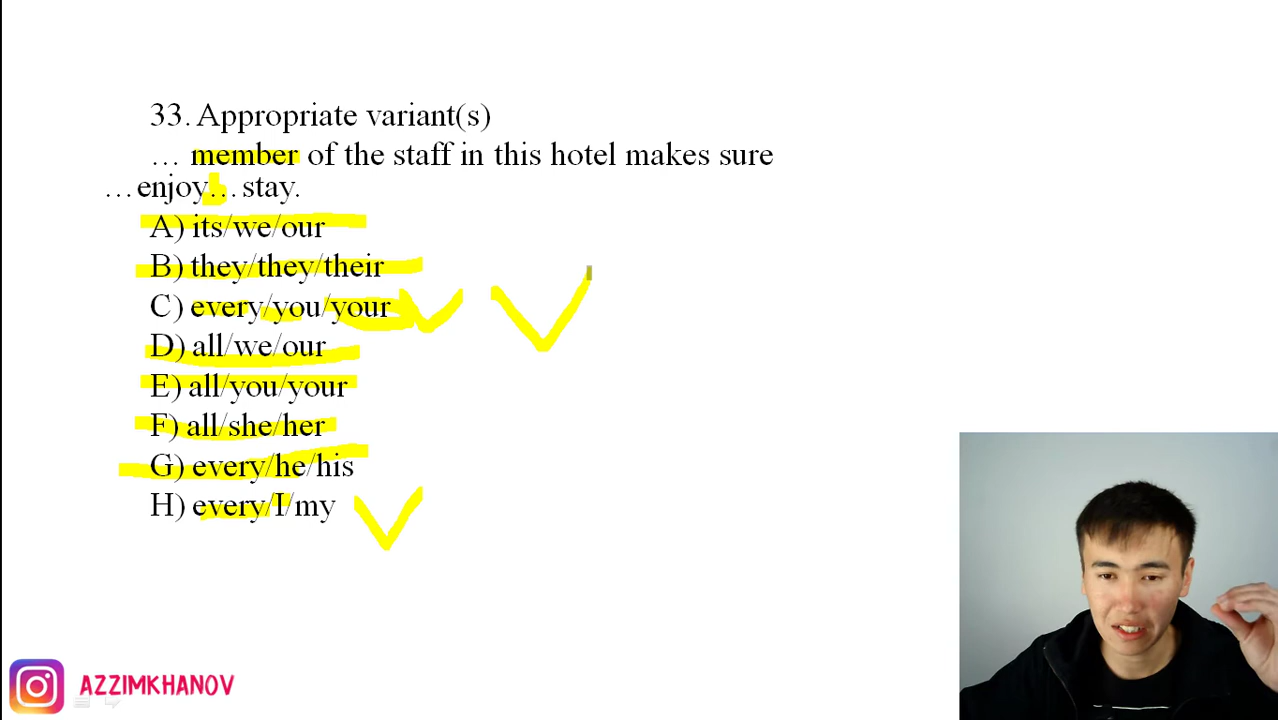 33. Appropriate variant(s)
… member of the staff in this hotel makes sure
…enjoy… stay.
A) its/we/our
B) they/they/their
C) every/you/your
D) all/we/our
E) all/you/your
F) all/she/her
G) every/he/his
H) every/I/my
AZZIMKHANOV